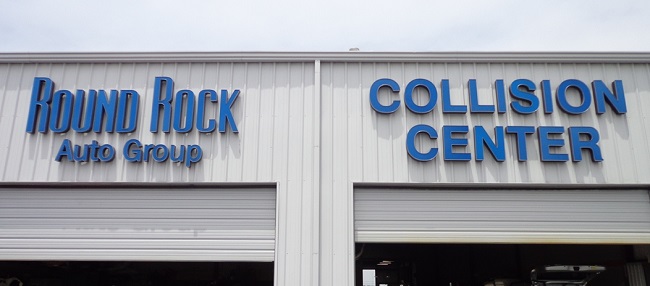 ROUND ROCK
Auto Group
COLLISION
CENTER